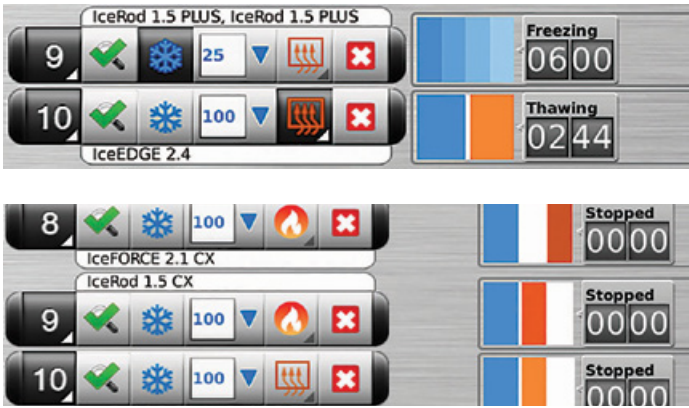 IceRod 1.5 PLUS, IceRod 1.5 PLUS
9 25 Freezing 06 00
10 100 Thawing 02 44
IceEDGE 2.4
8 100 Stopped 00 00
IceFORCE 2.1 CX
IceRod 1.5 CX
9 100 Stopped 00 00
10 100 Stopped 00 00